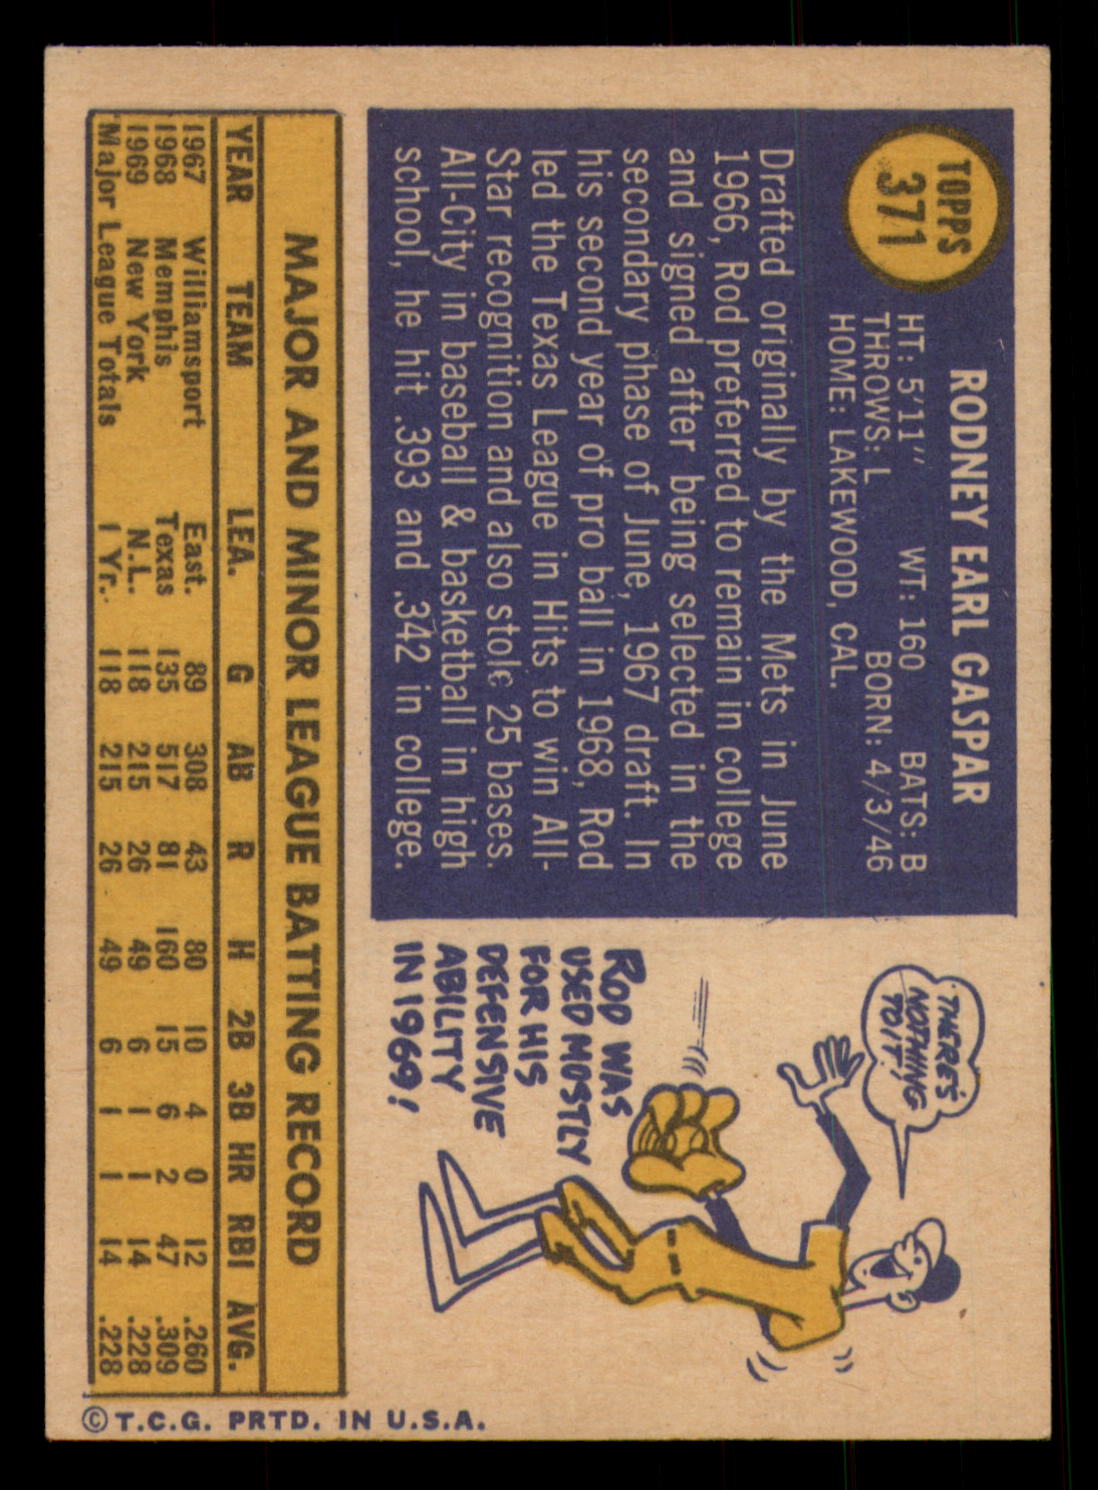 TOPPS
371
RODNEY EARL GASPAR
HT: 5'11" WT: 160 BATS: B
THROWS: L BORN: 4/3/46
HOME: LAKEWOOD, CAL.
Drafted originally by the Mets in June
1966, Rod preferred to remain in college
and signed after being selected in the
secondary phase of June, 1967 draft. In
his second year of pro ball in 1968, Rod
led the Texas League in Hits to win All-
Star recognition and also stole 25 bases.
All-City in baseball & basketball in high
school, he hit .393 and .342 in college.
THERE'S
NOTHING
TO IT!
ROD WAS
USED MOSTLY
FOR HIS
DEFENSIVE
ABILITY
IN 1969!
MAJOR AND MINOR LEAGUE BATTING RECORD
YEAR TEAM LEA. G AB R H 2B 3B HR RBI AVG.
1967 Williamsport East. 89 308 43 80 10 4 0 12 .260
1968 Memphis Texas 135 517 81 160 15 6 2 47 .309
1969 New York N.L. 118 215 26 49 6 1 1 14 .228
Major League Totals 1 Yr. 118 215 26 49 6 1 1 14 .228
© T.C.G. PRTD. IN U.S.A.